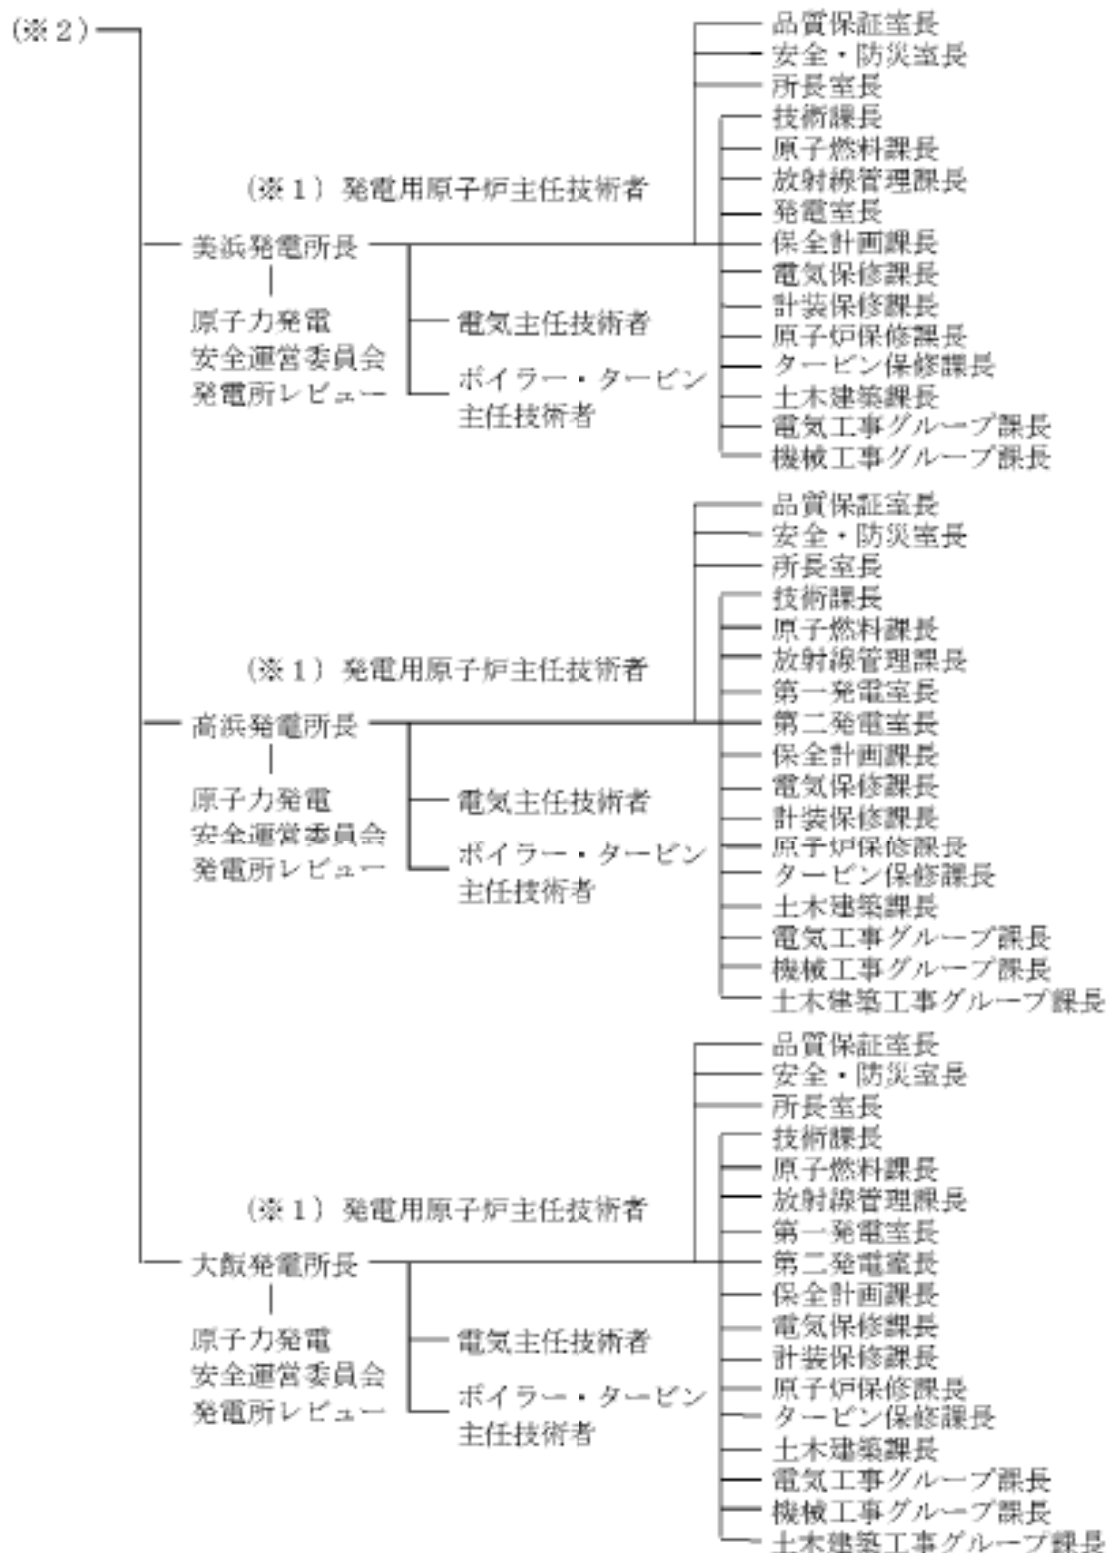 (※2)
品質保証室長
安全・防災室長
所長室長
技術課長
原子燃料課長
放射線管理課長
(※1) 発電用原子炉主任技術者
発電室長
美浜発電所長
保全計画課長
電気保修課長
計装保修課長
原子力発電
安全運営委員会
発電所レビュー
電気主任技術者
ボイラー・タービン
主任技術者
原子炉保修課長
タービン保修課長
土木建築課長
電気工事グループ課長
機械工事グループ課長
品質保証室長
安全・防災室長
所長室長
技術課長
原子燃料課長
放射線管理課長
(※1) 発電用原子炉主任技術者
第一発電室長
高浜発電所長
第二発電室長
保全計画課長
電気保修課長
原子力発電
安全運営委員会
発電所レビュー
電気主任技術者
ボイラー・タービン
主任技術者
計装保修課長
原子炉保修課長
タービン保修課長
土木建築課長
電気工事グループ課長
機械工事グループ課長
土木建築工事グループ課長
品質保証室長
安全・防災室長
所長室長
技術課長
原子燃料課長
放射線管理課長
(※1) 発電用原子炉主任技術者
第一発電室長
大飯発電所長
第二発電室長
保全計画課長
電気保修課長
原子力発電
安全運営委員会
発電所レビュー
電気主任技術者
ボイラー・タービン
主任技術者
計装保修課長
原子炉保修課長
タービン保修課長
土木建築課長
電気工事グループ課長
機械工事グループ課長
土木建築工事グループ課長